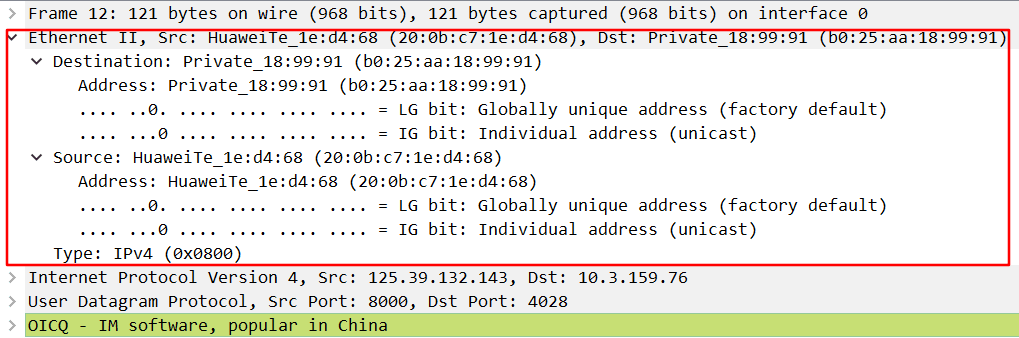 Frame 12: 121 bytes on wire (968 bits), 121 bytes captured (968 bits) on interface 0
Ethernet II, Src: HuaweiTe_1e:d4:68 (20:0b:c7:1e:d4:68), Dst: Private_18:99:91 (b0:25:aa:18:99:91)
Destination: Private_18:99:91 (b0:25:aa:18:99:91)
Address: Private_18:99:91 (b0:25:aa:18:99:91)
.... ..0. .... .... .... .... = LG bit: Globally unique address (factory default)
.... ...0 .... .... .... .... = IG bit: Individual address (unicast)
Source: HuaweiTe_1e:d4:68 (20:0b:c7:1e:d4:68)
Address: HuaweiTe_1e:d4:68 (20:0b:c7:1e:d4:68)
.... ..0. .... .... .... .... = LG bit: Globally unique address (factory default)
.... ...0 .... .... .... .... = IG bit: Individual address (unicast)
Type: IPv4 (0x0800)
Internet Protocol Version 4, Src: 125.39.132.143, Dst: 10.3.159.76
User Datagram Protocol, Src Port: 8000, Dst Port: 4028
OICQ - IM software, popular in China